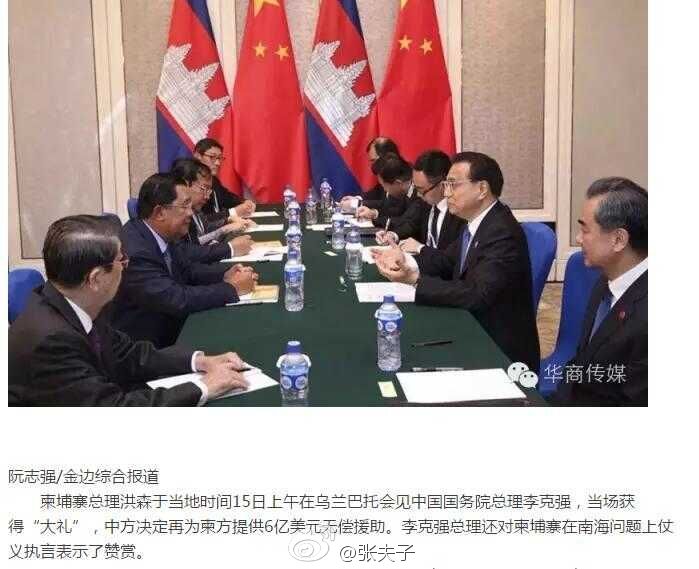 华商传媒
阮志强/金边综合报道
柬埔寨总理洪森于当地时间15日上午在乌兰巴托会见中国国务院总理李克强，当场获
得“大礼”，中方决定再为柬方提供6亿美元无偿援助。李克强总理还对柬埔寨在南海问题上仗
义执言表示了赞赏。
@张夫子